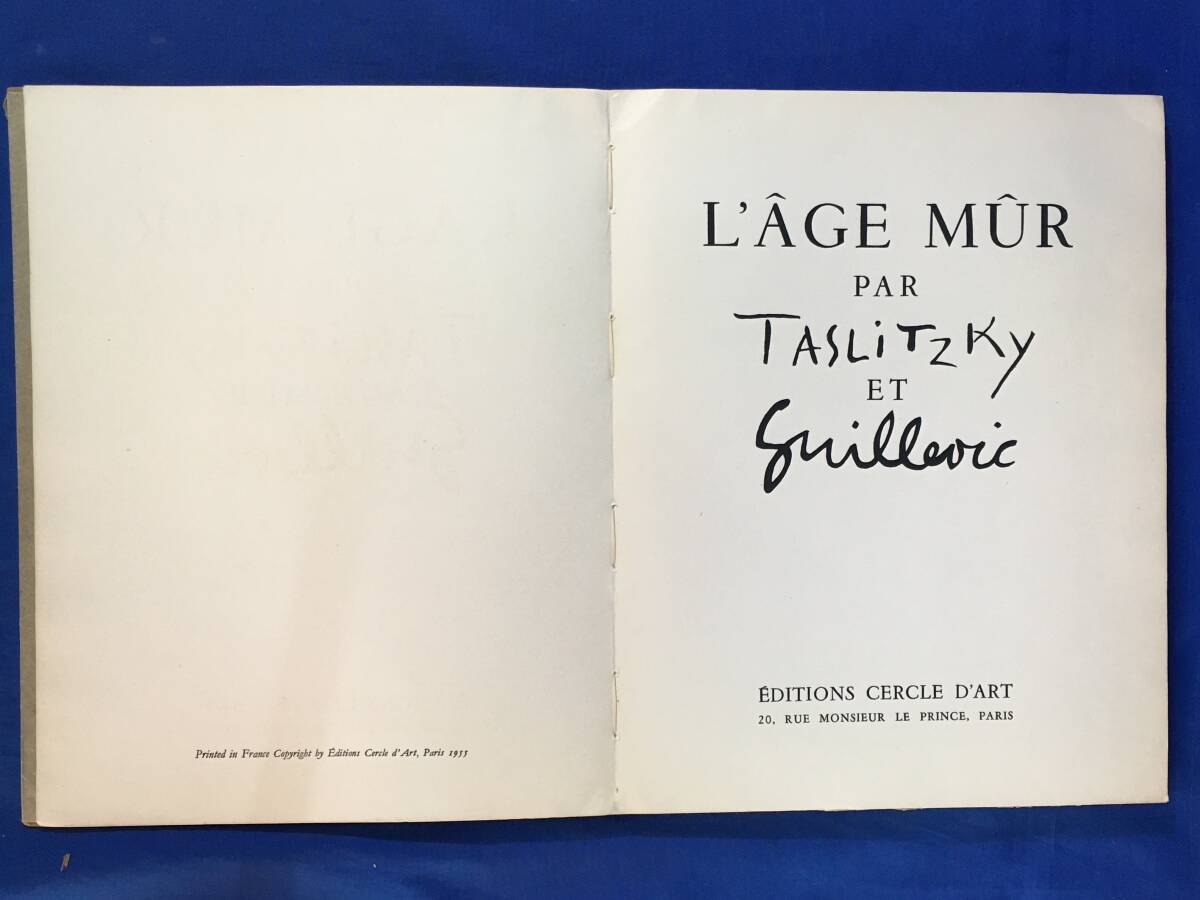 Printed in France Copyright by Éditions Cercle d'Art, Paris 1955
L'ÂGE MÛR
PAR
TASLiTZKY
ET
Guillevic
ÉDITIONS CERCLE D'ART
20, RUE MONSIEUR LE PRINCE, PARIS